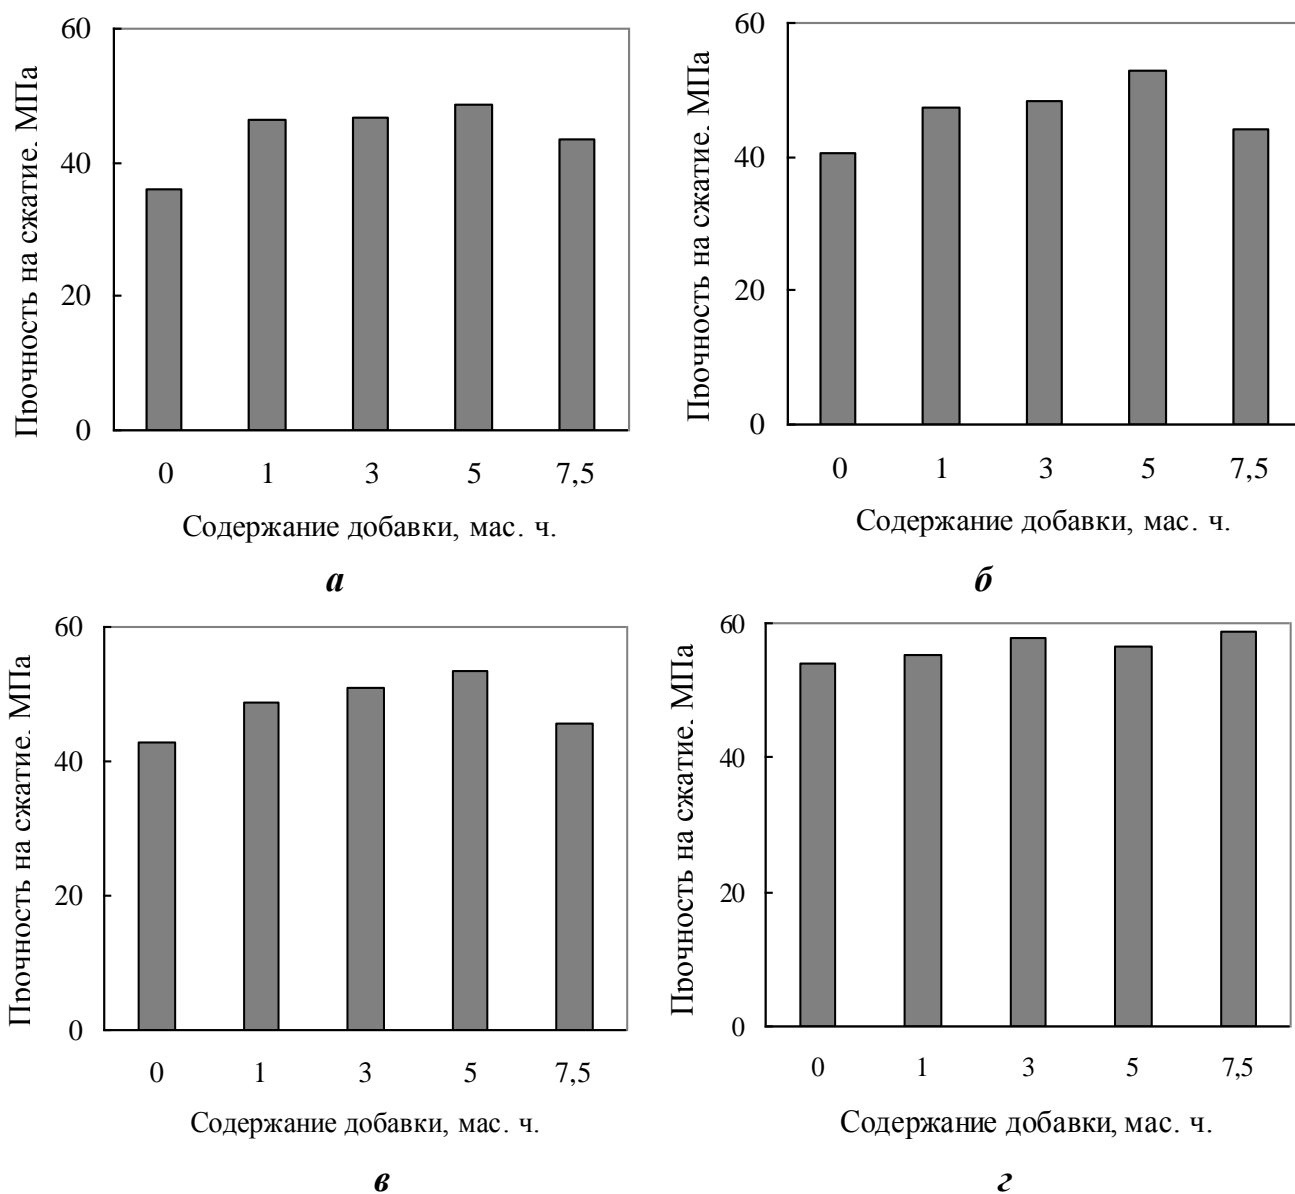 60
40
20
0
Прочность на сжатие. МПа
0 1 3 5 7,5
Содержание добавки, мас. ч.
а
60
40
20
0
Прочность на сжатие. МПа
0 1 3 5 7,5
Содержание добавки, мас. ч.
б
60
40
20
0
Прочность на сжатие. МПа
0 1 3 5 7,5
Содержание добавки, мас. ч.
в
60
40
20
0
Прочность на сжатие. МПа
0 1 3 5 7,5
Содержание добавки, мас. ч.
г